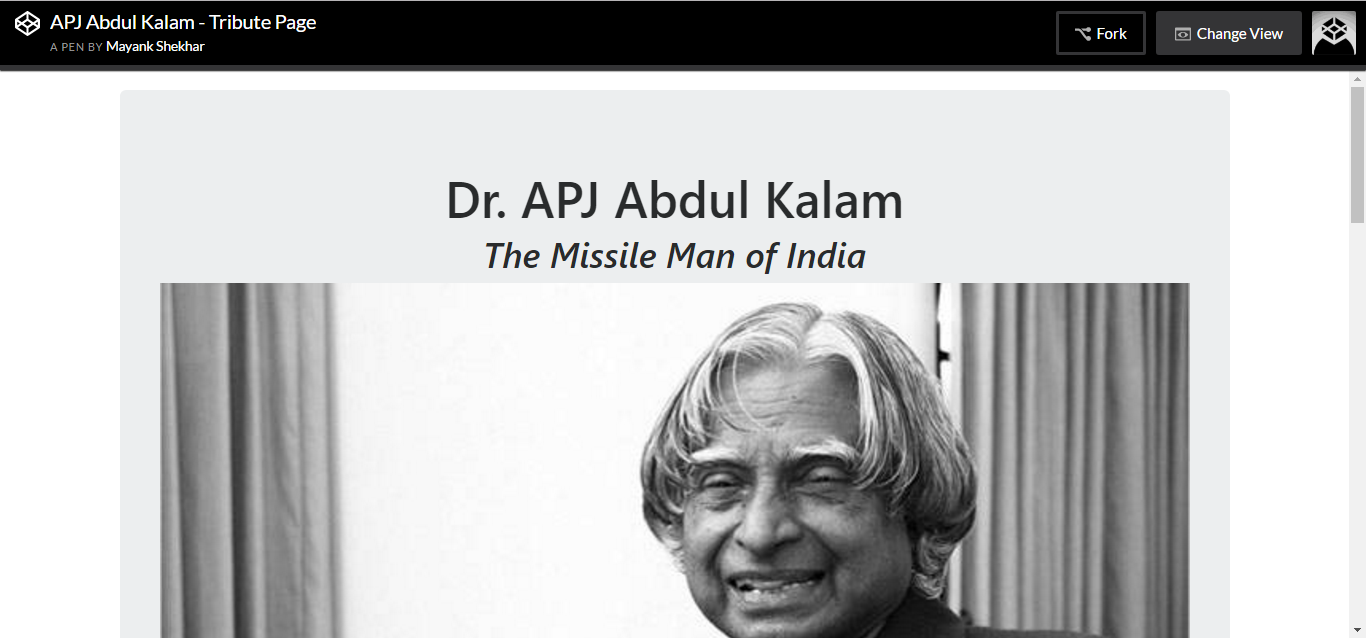 APJ Abdul Kalam - Tribute Page
A PEN BY Mayank Shekhar
Fork
Change View
Dr. APJ Abdul Kalam
The Missile Man of India